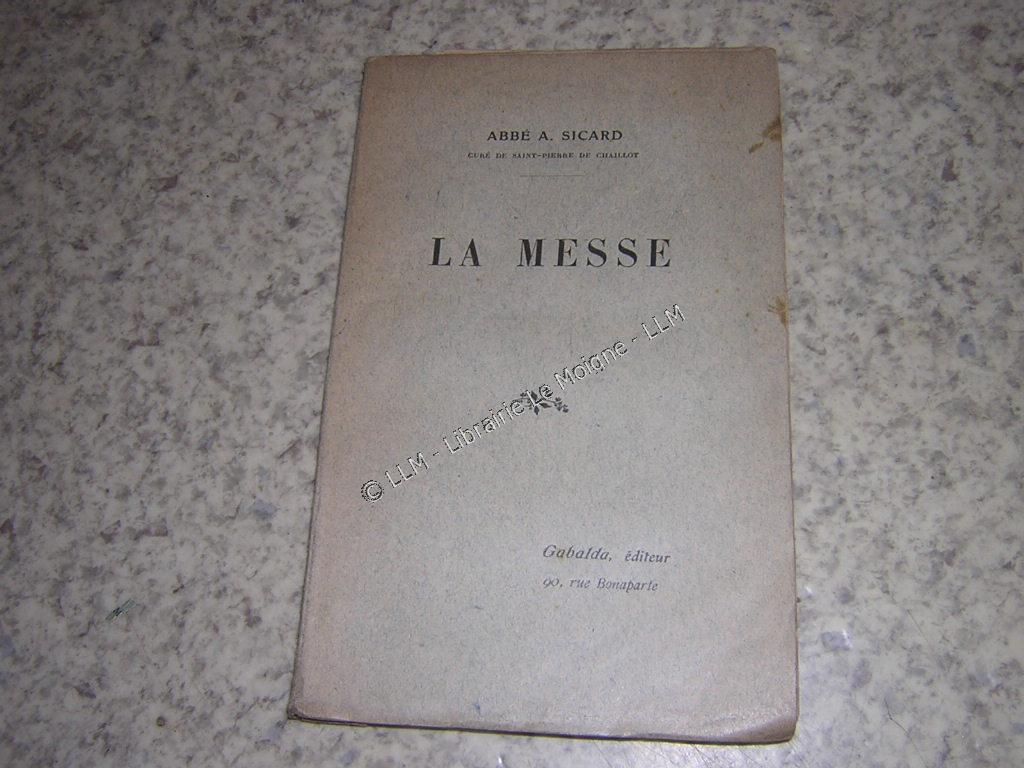 ABBÉ A. SICARD
CURÉ DE SAINT-PIERRE DE CHAILLOT
LA MESSE
© LLM - Librairie Le Moigne - LLM
Gabalda, éditeur
90, rue Bonaparte